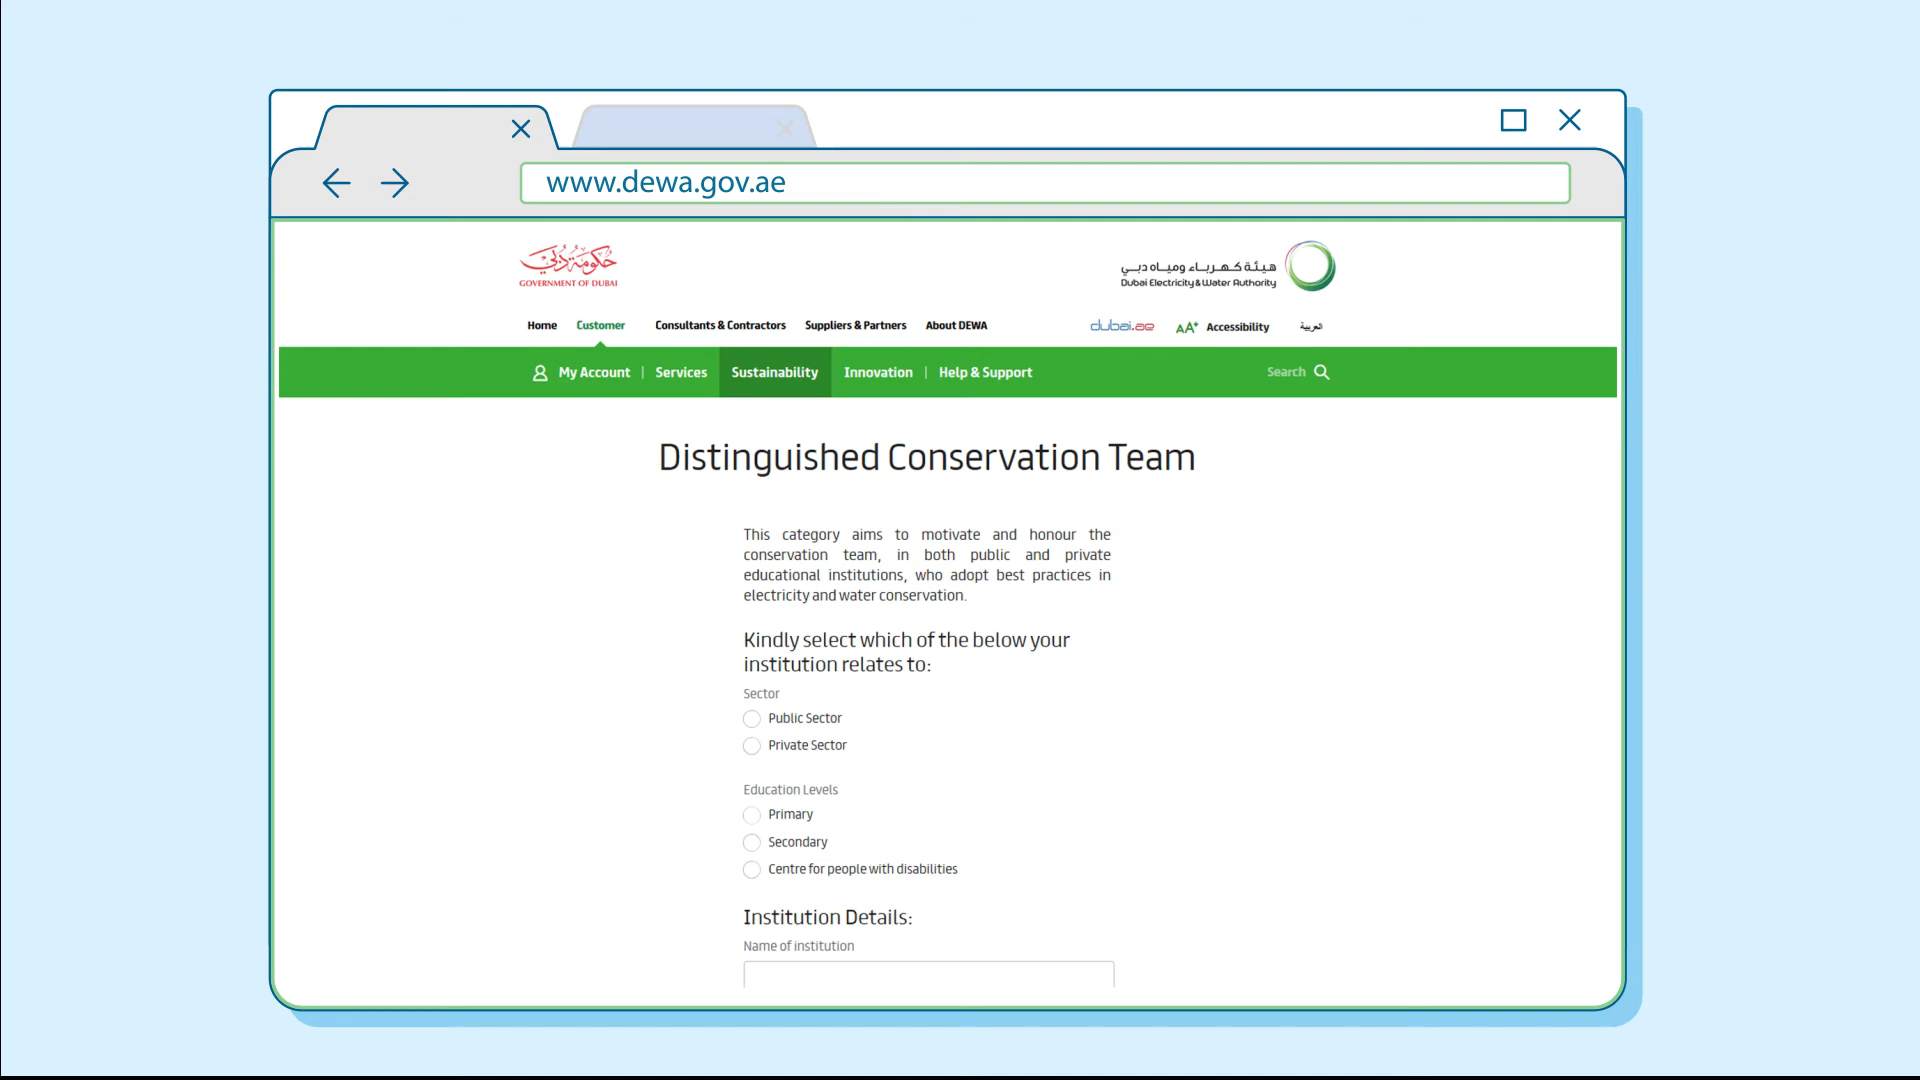 www.dewa.gov.ae
حكومة دبي
GOVERNMENT OF DUBAI
هيئة كهرباء ومياه دبي
Dubai Electricity & Water Authority
Home Customer Consultants & Contractors Suppliers & Partners About DEWA dubai.ae AA+ Accessibility العربية
My Account | Services Sustainability Innovation | Help & Support Search
Distinguished Conservation Team
This category aims to motivate and honour the
conservation team, in both public and private
educational institutions, who adopt best practices in
electricity and water conservation.
Kindly select which of the below your
institution relates to:
Sector
Public Sector
Private Sector
Education Levels
Primary
Secondary
Centre for people with disabilities
Institution Details:
Name of institution